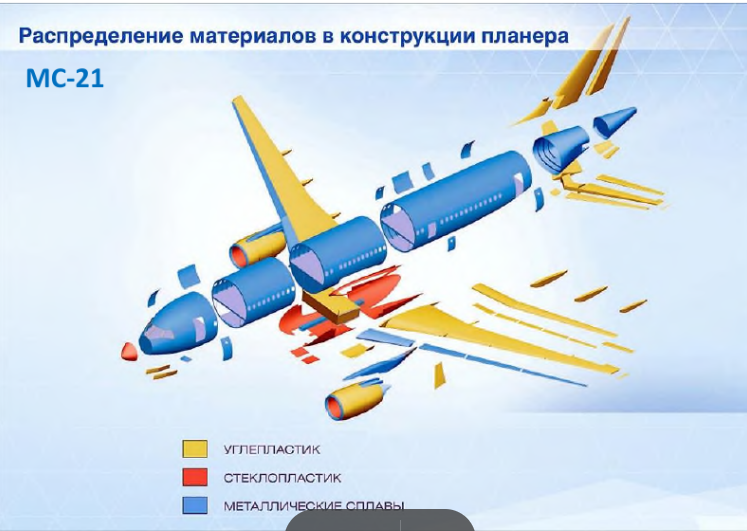 Распределение материалов в конструкции планера
МС-21
УГЛЕПЛАСТИК
СТЕКЛОПЛАСТИК
МЕТАЛЛИЧЕСКИЕ СПЛАВЫ